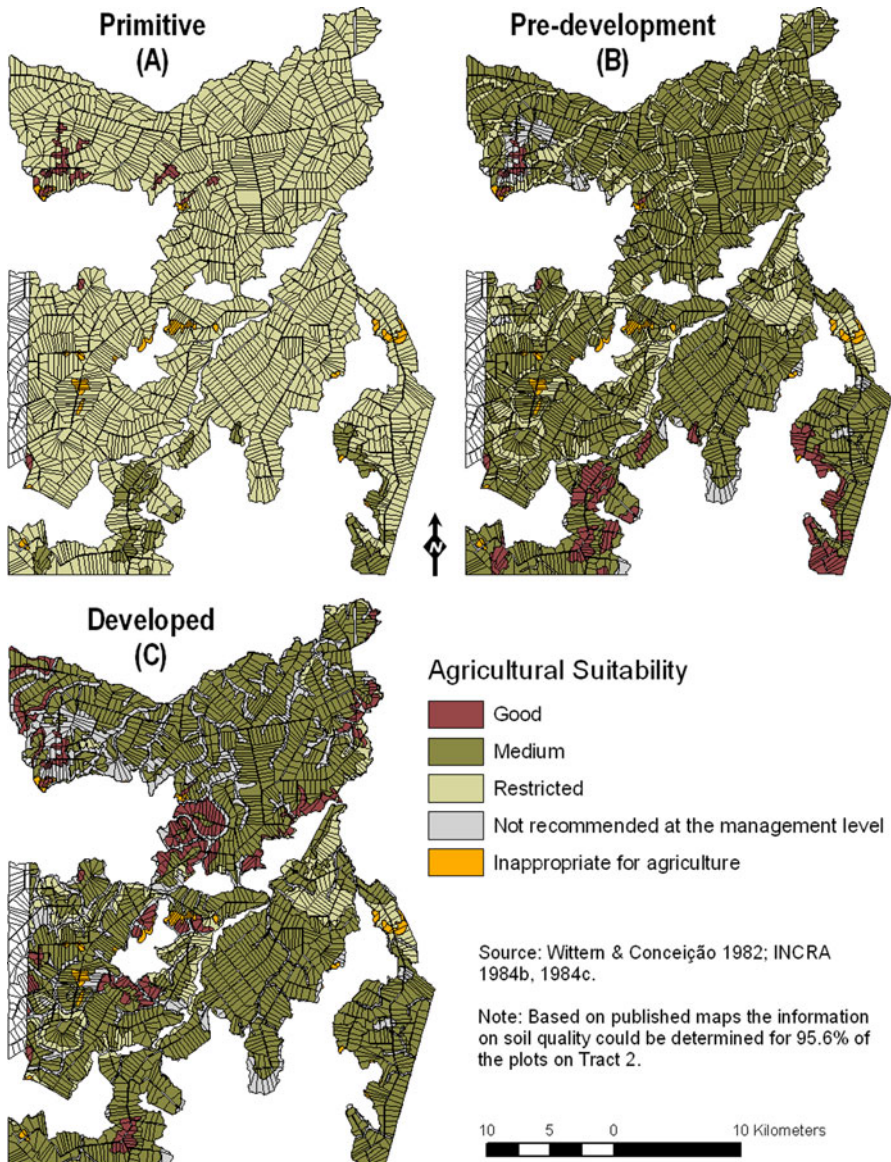 Primitive
(A)
Pre-development
(B)
N
Developed
(C)
Agricultural Suitability
Good
Medium
Restricted
Not recommended at the management level
Inappropriate for agriculture
Source: Wittern & Conceição 1982; INCRA
1984b, 1984c.
Note: Based on published maps the information
on soil quality could be determined for 95.6% of
the plots on Tract 2.
10 5 0 10 Kilometers